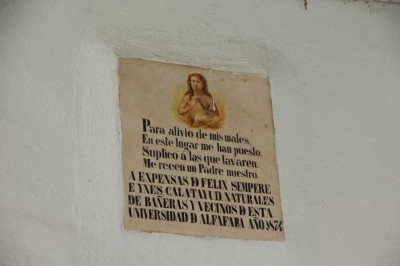 Para alivio de mis males,
En este lugar me han puesto,
Suplico a las que lavaren,
Me recen un Padre nuestro.
A EXPENSAS D FELIX SEMPERE
E YNES CALATAYUD, NATURALES
DE BAÑERAS Y VECINOS D ESTA
UNIVERSIDAD D ALFAFARA AÑO 1874